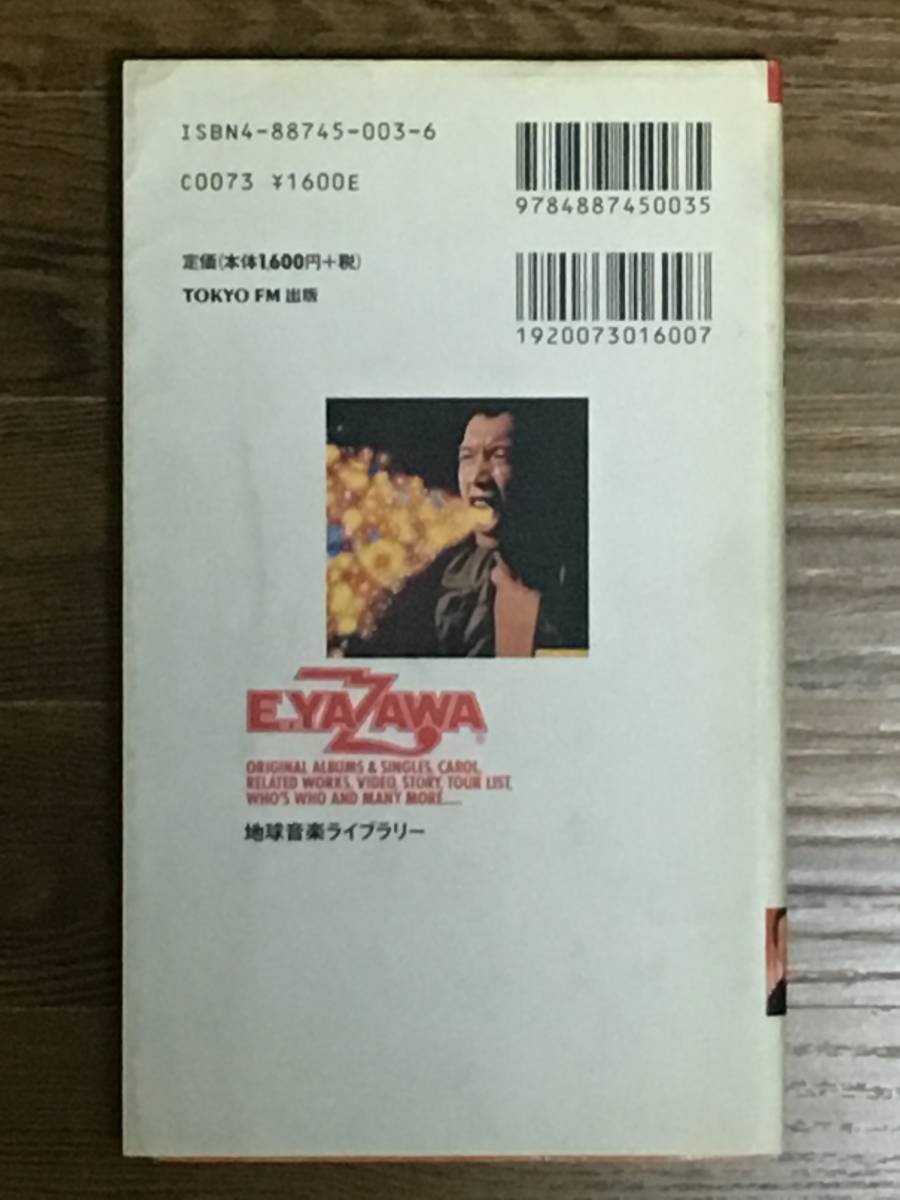 ISBN4-88745-003-6
C0073 ¥1600E
9784887450035
定価(本体1,600円+税)
TOKYO FM 出版
1920073016007
E.YAZAWA®
ORIGINAL ALBUMS & SINGLES, CAROL,
RELATED WORKS, VIDEO, STORY, TOUR LIST,
WHO'S WHO AND MANY MORE.....
地球音楽ライブラリー